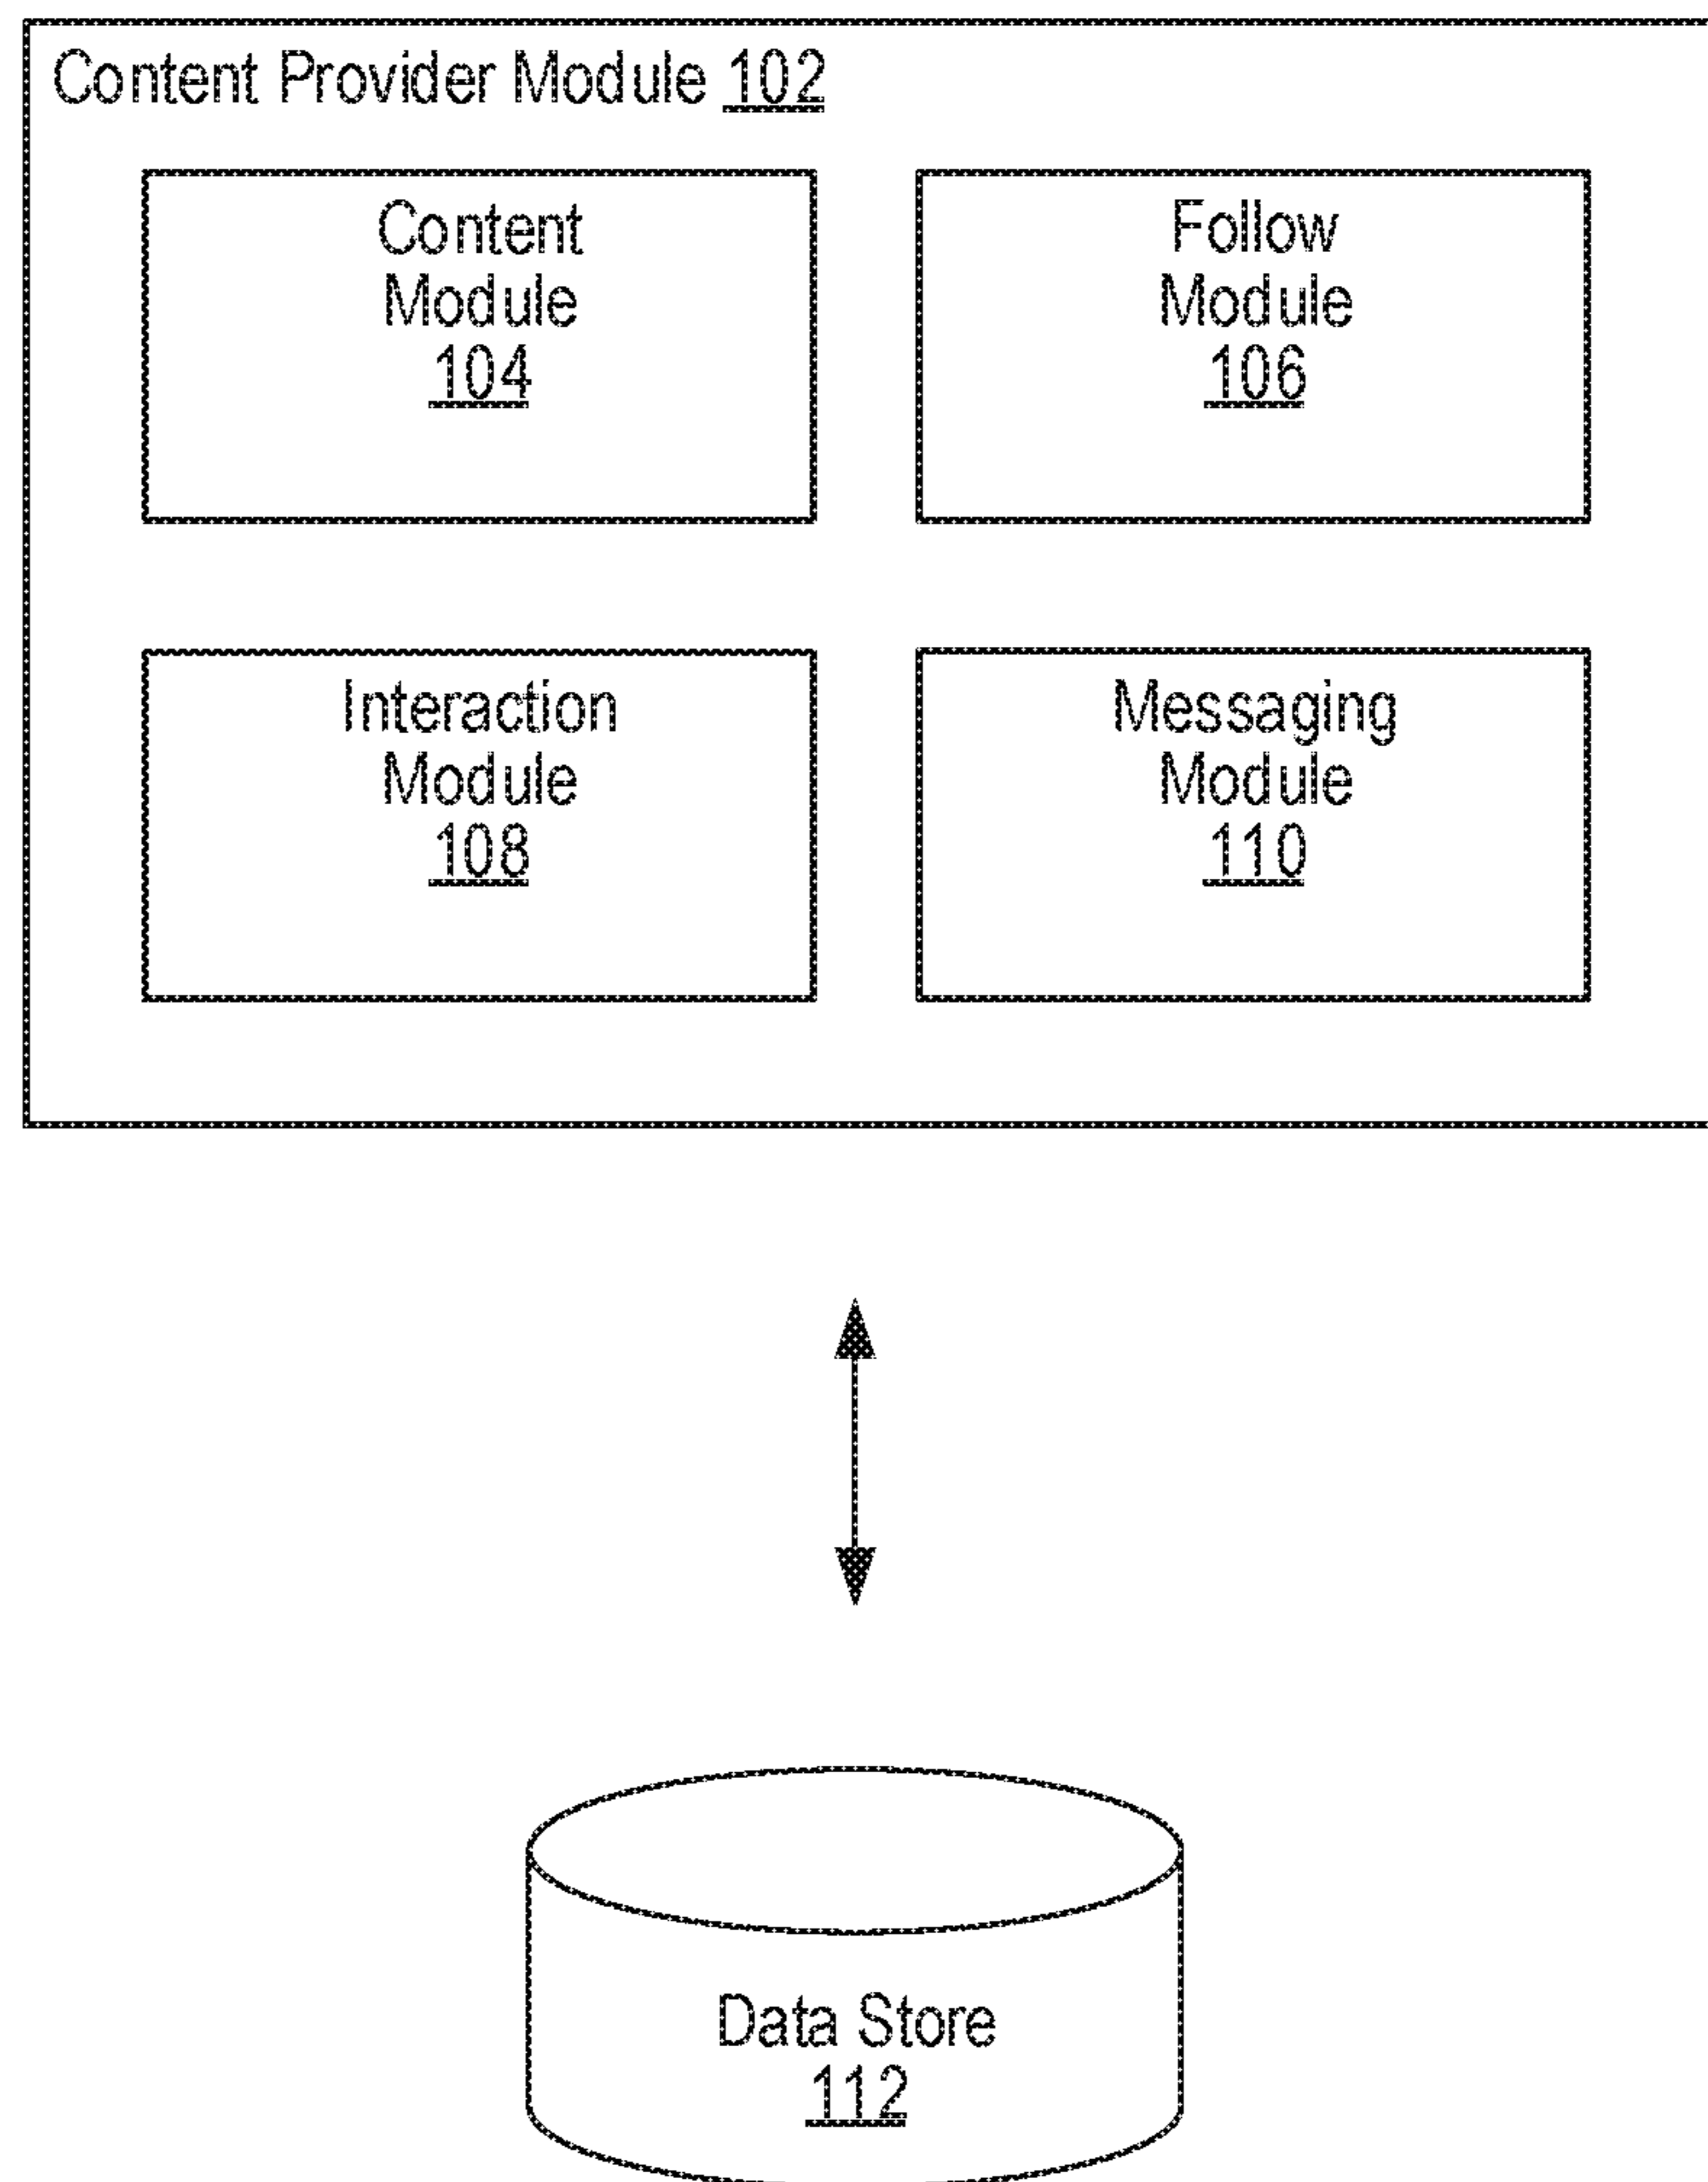 Content Provider Module 102
Content
Module
104
Follow
Module
106
Interaction
Module
108
Messaging
Module
110
Data Store
112